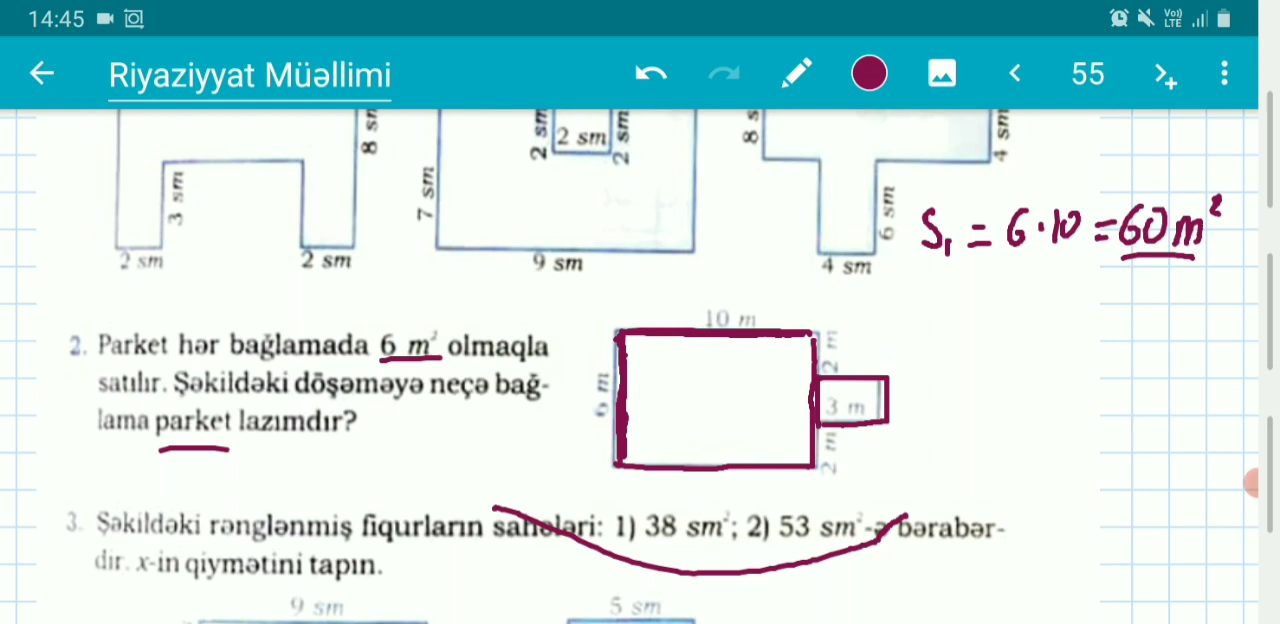 14:45
Vo))
LTE
Riyaziyyat Müəllimi
55
2 sm
3 sm
2 sm
8 sm
7 sm
2 sm
2 sm
2 sm
9 sm
8 s
4 sm
6 sm
4 sm
S₁ = 6·10 = 60 m²
2. Parket hər bağlamada 6 m² olmaqla
satılır. Şəkildəki döşəməyə neçə bağ-
lama parket lazımdır?
10 m
6 m
2 m
3 m
2 m
3. Şəkildəki rənglənmiş fiqurların sahələri: 1) 38 sm²; 2) 53 sm²-ə bərabər-
dir. x-in qiymətini tapın.
9 sm
5 sm